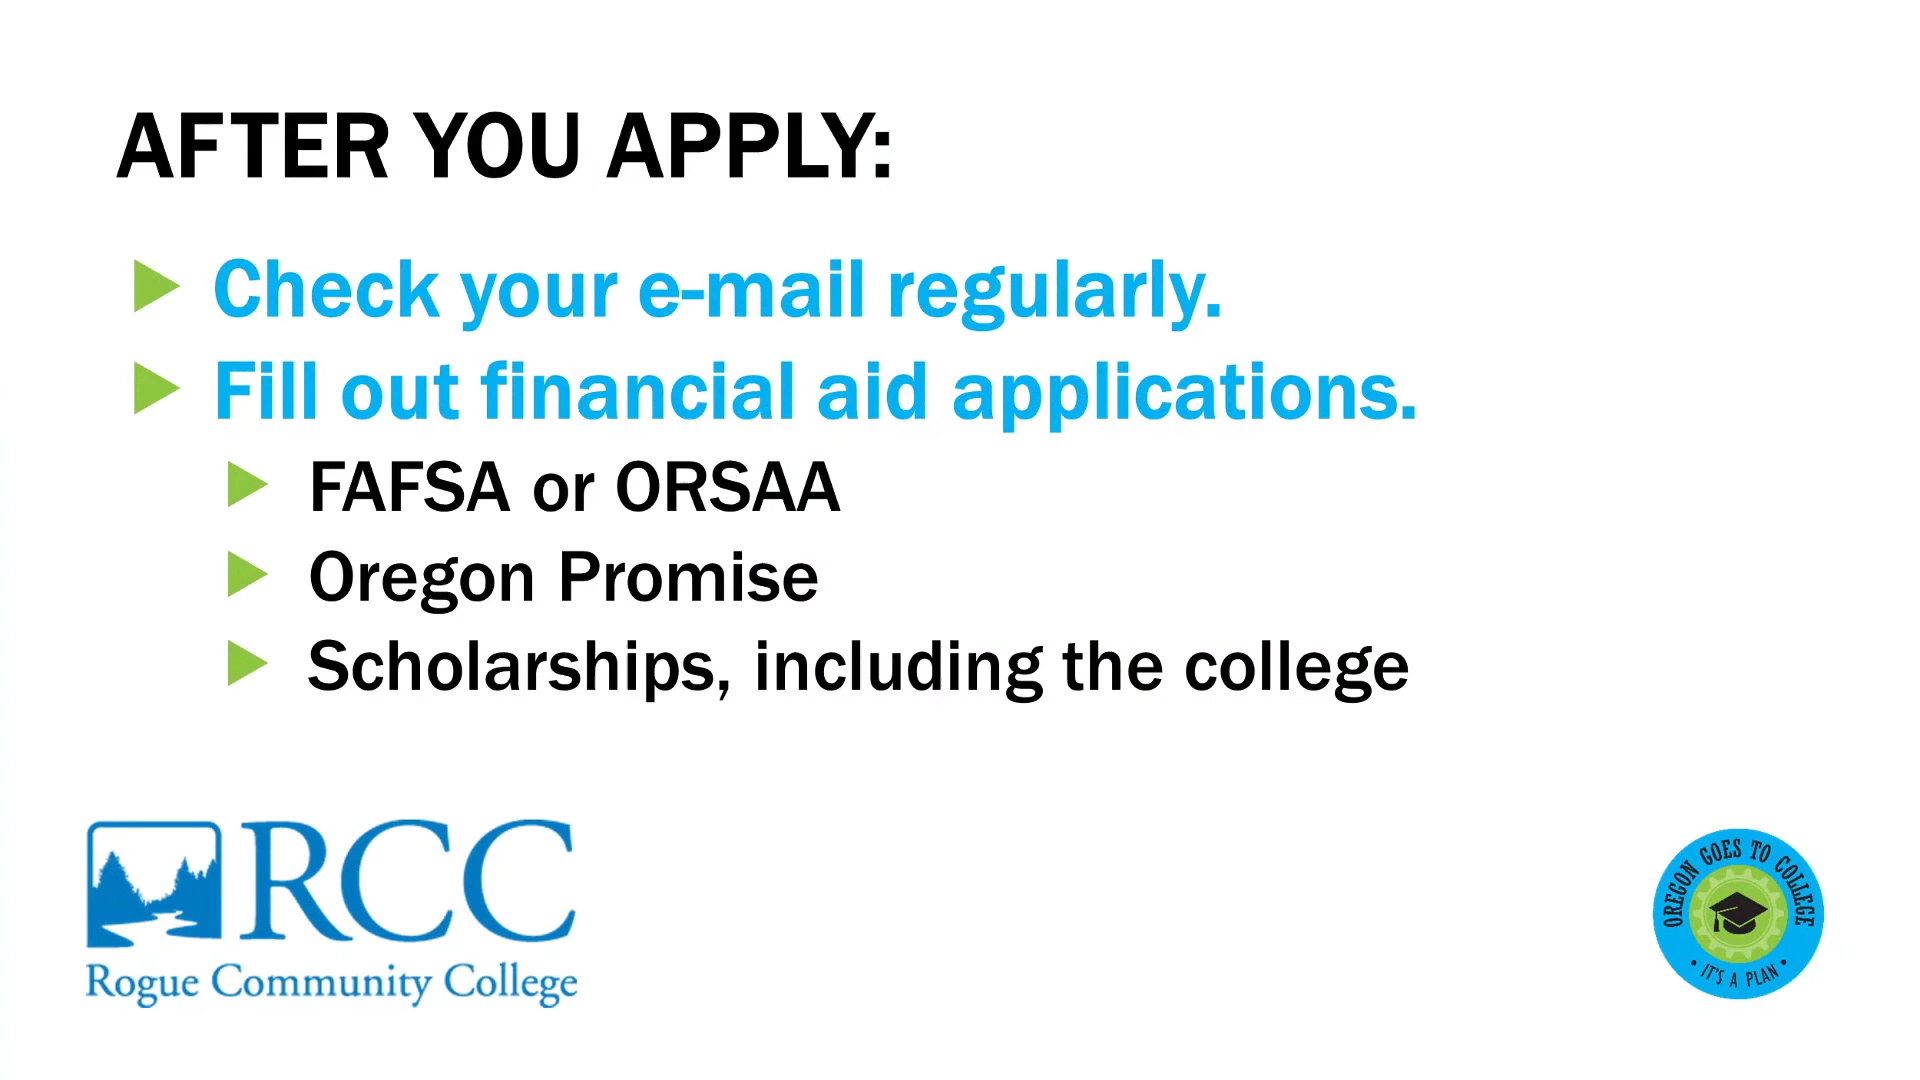 AFTER YOU APPLY:
Check your e-mail regularly.
Fill out financial aid applications.
FAFSA or ORSAA
Oregon Promise
Scholarships, including the college
RCC
Rogue Community College
OREGON GOES TO COLLEGE
• IT'S A PLAN •